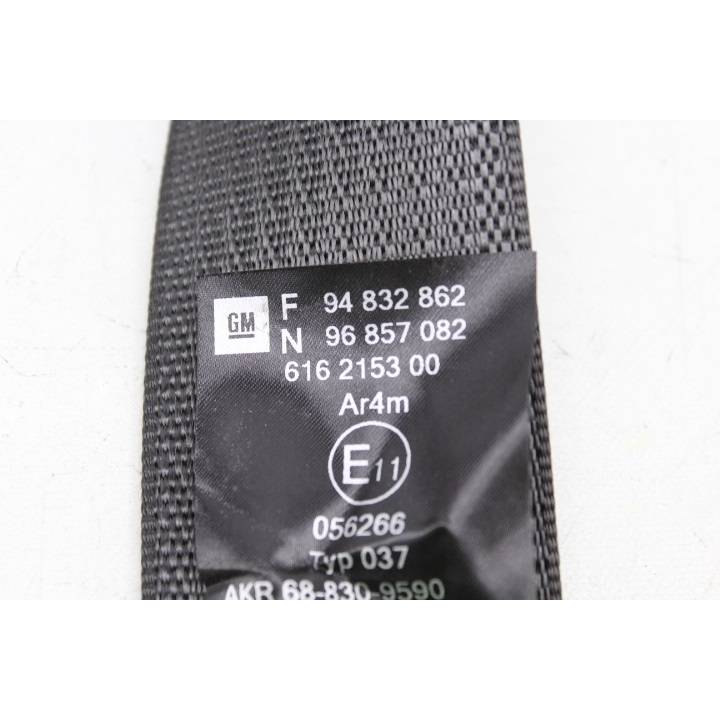 GM F 94 832 862
N 96 857 082
616 2153 00
Ar4m
E11
056266
Typ 037
AKR 68-830-9590